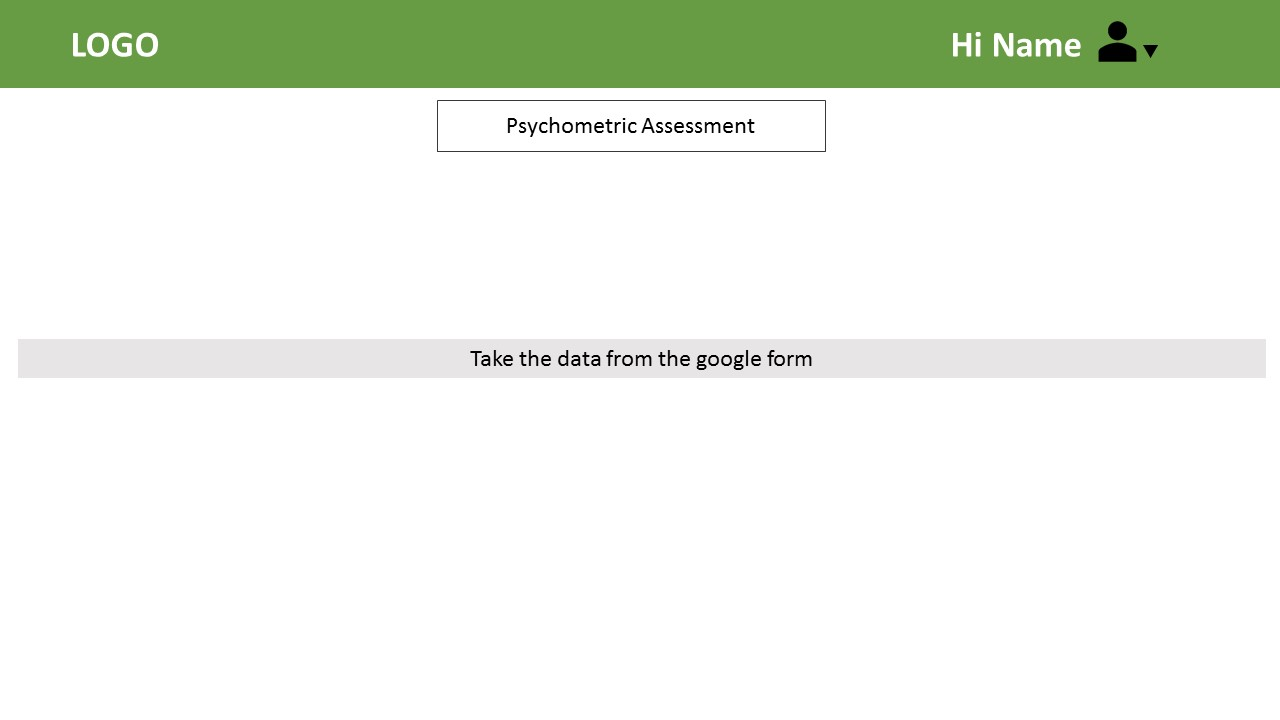 LOGO
Hi Name
Psychometric Assessment
Take the data from the google form